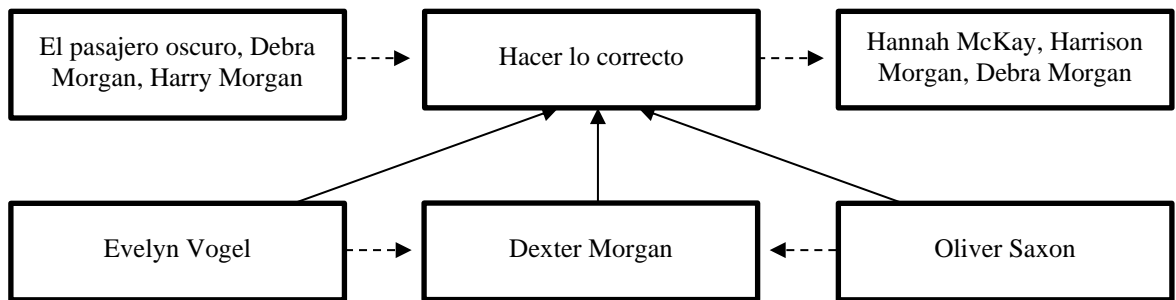 El pasajero oscuro, Debra
Morgan, Harry Morgan
Hacer lo correcto
Hannah McKay, Harrison
Morgan, Debra Morgan
Evelyn Vogel
Dexter Morgan
Oliver Saxon